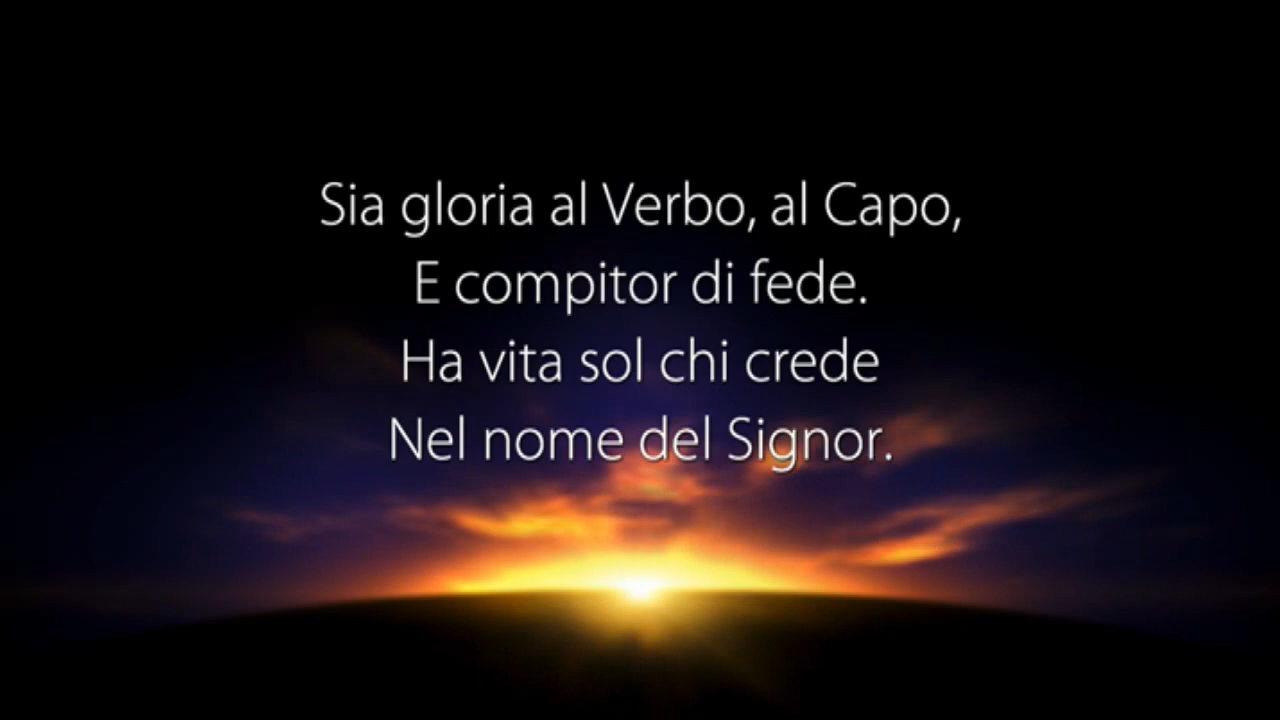 Sia gloria al Verbo, al Capo,
E compitor di fede.
Ha vita sol chi crede
Nel nome del Signor.